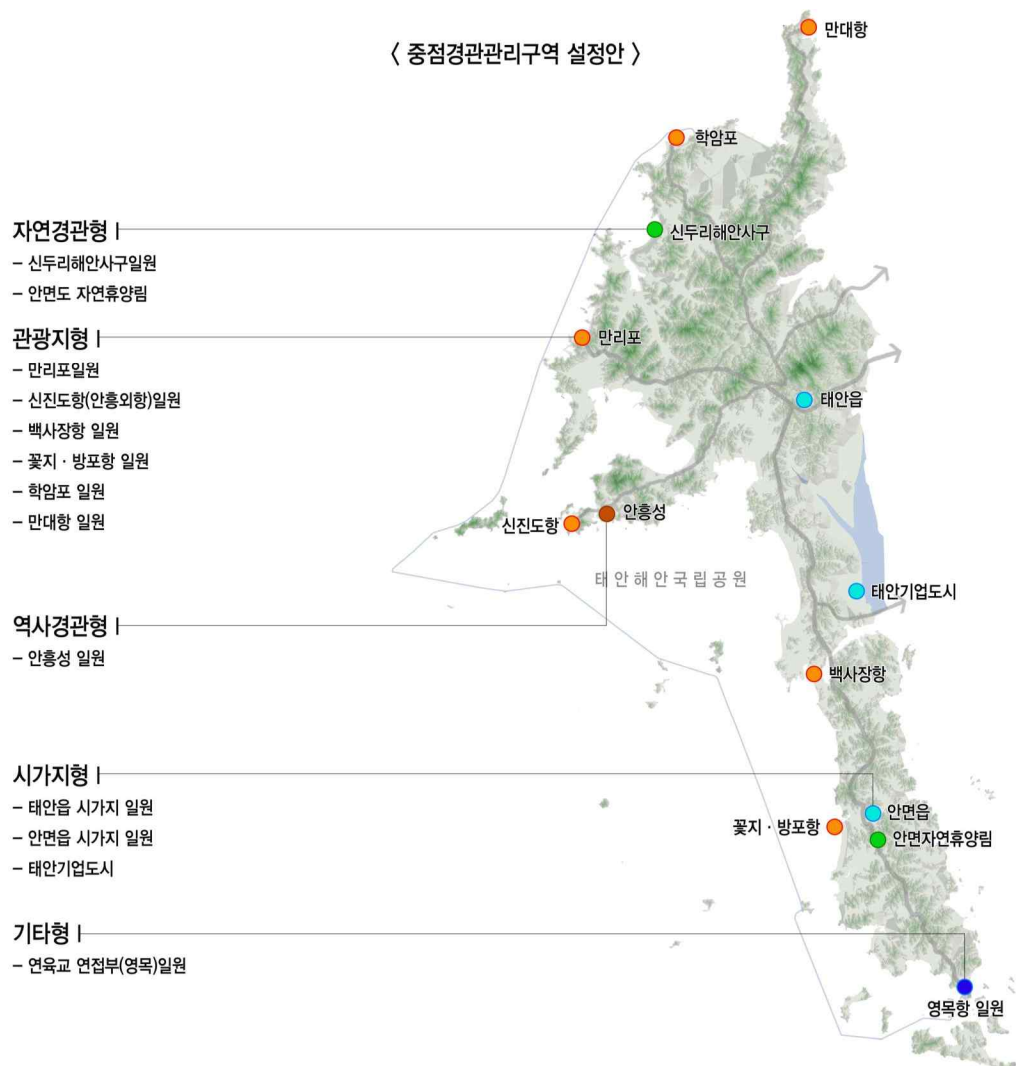 〈 중점경관관리구역 설정안 〉
만대항
학암포
자연경관형
– 신두리해안사구일원
– 안면도 자연휴양림
신두리해안사구
관광지형
– 만리포일원
– 신진도항(안흥외항)일원
– 백사장항 일원
– 꽃지 · 방포항 일원
– 학암포 일원
– 만대항 일원
만리포
태안읍
신진도항
안흥성
태안해안국립공원
태안기업도시
역사경관형
– 안흥성 일원
백사장항
시가지형
– 태안읍 시가지 일원
– 안면읍 시가지 일원
– 태안기업도시
안면읍
꽃지 · 방포항
안면자연휴양림
기타형
– 연육교 연접부(영목)일원
영목항 일원